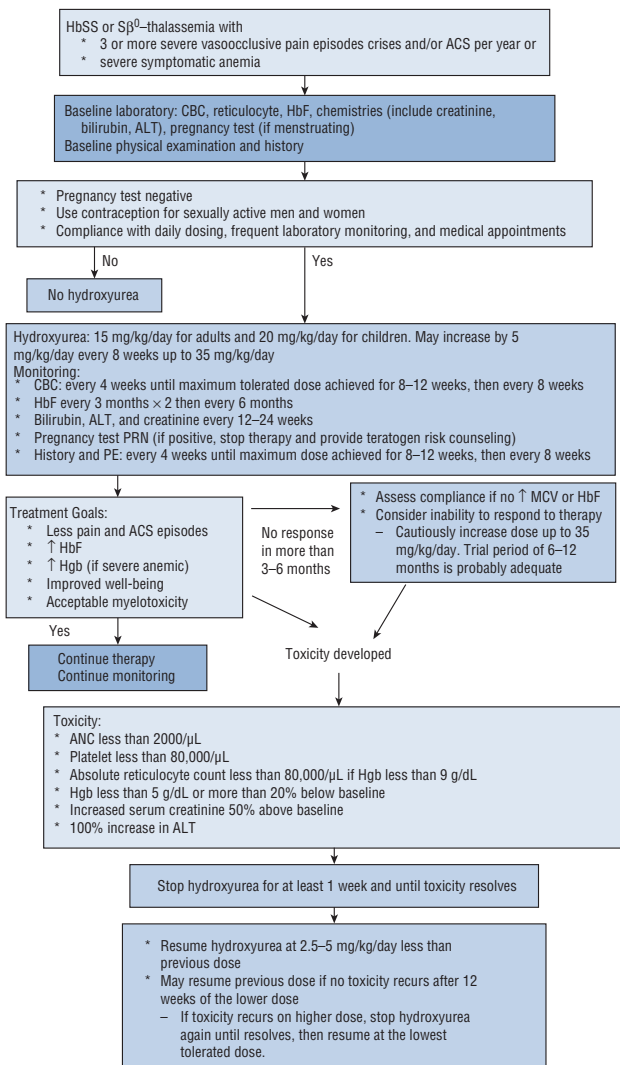 HbSS or Sβ⁰–thalassemia with
* 3 or more severe vasoocclusive pain episodes crises and/or ACS per year or
* severe symptomatic anemia
Baseline laboratory: CBC, reticulocyte, HbF, chemistries (include creatinine,
bilirubin, ALT), pregnancy test (if menstruating)
Baseline physical examination and history
* Pregnancy test negative
* Use contraception for sexually active men and women
* Compliance with daily dosing, frequent laboratory monitoring, and medical appointments
No
Yes
No hydroxyurea
Hydroxyurea: 15 mg/kg/day for adults and 20 mg/kg/day for children. May increase by 5
mg/kg/day every 8 weeks up to 35 mg/kg/day
Monitoring:
* CBC: every 4 weeks until maximum tolerated dose achieved for 8–12 weeks, then every 8 weeks
* HbF every 3 months × 2 then every 6 months
* Bilirubin, ALT, and creatinine every 12–24 weeks
* Pregnancy test PRN (if positive, stop therapy and provide teratogen risk counseling)
* History and PE: every 4 weeks until maximum dose achieved for 8–12 weeks, then every 8 weeks
Treatment Goals:
* Less pain and ACS episodes
* ↑ HbF
* ↑ Hgb (if severe anemic)
* Improved well-being
* Acceptable myelotoxicity
No response
in more than
3–6 months
* Assess compliance if no ↑ MCV or HbF
* Consider inability to respond to therapy
– Cautiously increase dose up to 35
mg/kg/day. Trial period of 6–12
months is probably adequate
Yes
Continue therapy
Continue monitoring
Toxicity developed
Toxicity:
* ANC less than 2000/μL
* Platelet less than 80,000/μL
* Absolute reticulocyte count less than 80,000/μL if Hgb less than 9 g/dL
* Hgb less than 5 g/dL or more than 20% below baseline
* Increased serum creatinine 50% above baseline
* 100% increase in ALT
Stop hydroxyurea for at least 1 week and until toxicity resolves
* Resume hydroxyurea at 2.5–5 mg/kg/day less than
previous dose
* May resume previous dose if no toxicity recurs after 12
weeks of the lower dose
– If toxicity recurs on higher dose, stop hydroxyurea
again until resolves, then resume at the lowest
tolerated dose.